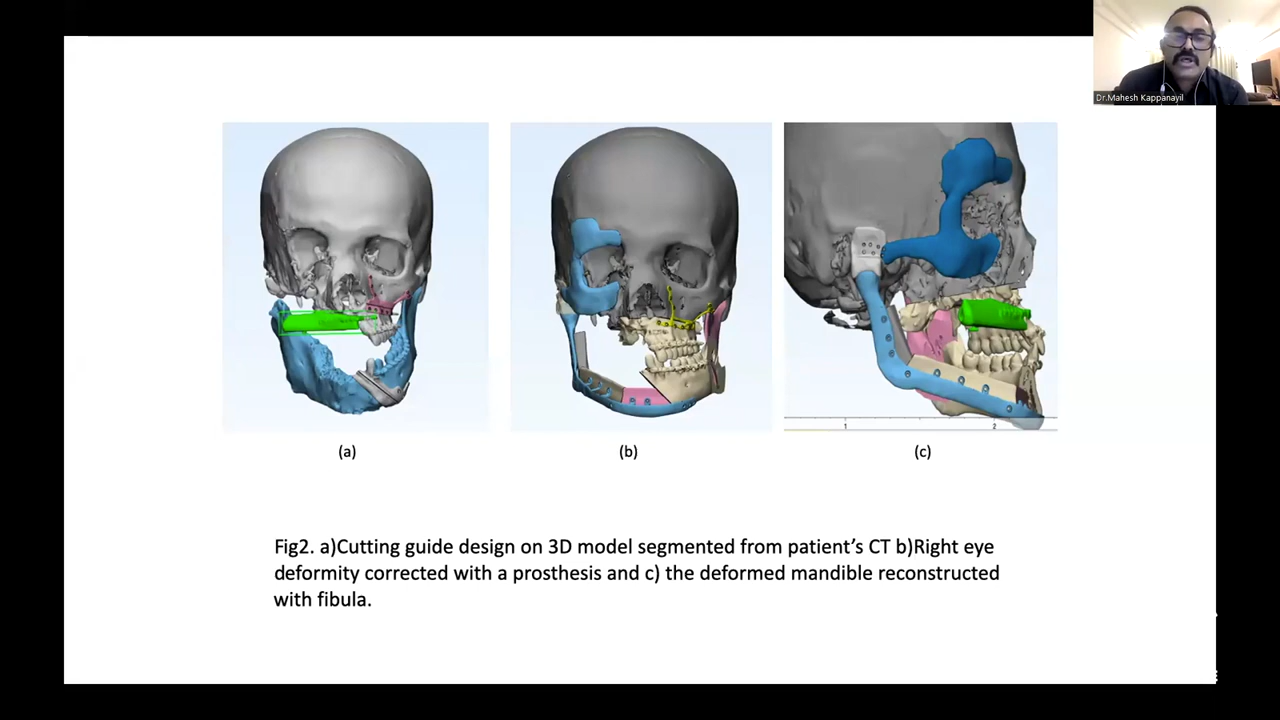 Dr.Mahesh Kappanayil
(a)
(b)
(c)
1
2
Fig2. a)Cutting guide design on 3D model segmented from patient’s CT b)Right eye
deformity corrected with a prosthesis and c) the deformed mandible reconstructed
with fibula.